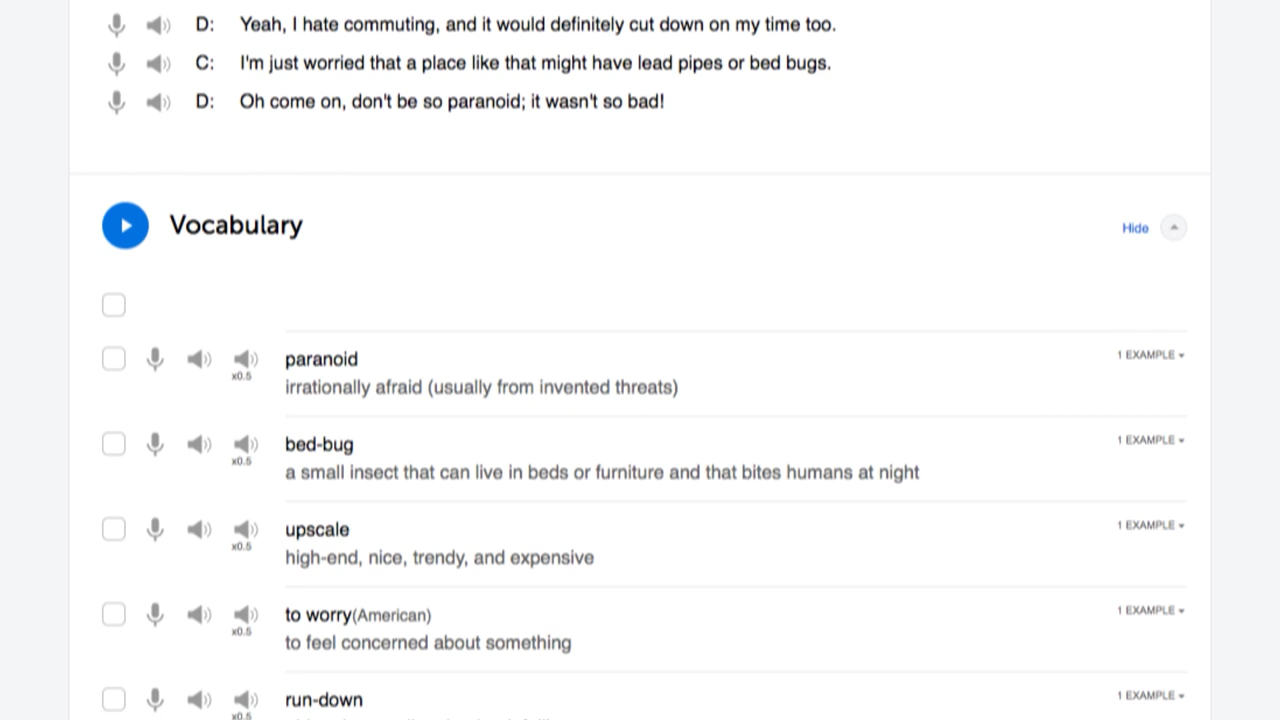 D: Yeah, I hate commuting, and it would definitely cut down on my time too.
C: I'm just worried that a place like that might have lead pipes or bed bugs.
D: Oh come on, don't be so paranoid; it wasn't so bad!
Vocabulary
Hide
paranoid
1 EXAMPLE
x0.5
irrationally afraid (usually from invented threats)
bed-bug
1 EXAMPLE
x0.5
a small insect that can live in beds or furniture and that bites humans at night
upscale
1 EXAMPLE
x0.5
high-end, nice, trendy, and expensive
to worry(American)
1 EXAMPLE
x0.5
to feel concerned about something
run-down
1 EXAMPLE
x0.5